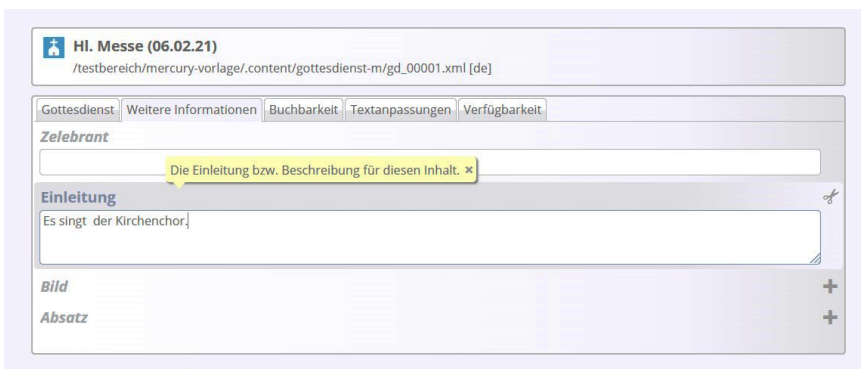 Hl. Messe (06.02.21)
/testbereich/mercury-vorlage/.content/gottesdienst-m/gd_00001.xml [de]
Gottesdienst Weitere Informationen Buchbarkeit Textanpassungen Verfügbarkeit
Zelebrant
Die Einleitung bzw. Beschreibung für diesen Inhalt.
Einleitung
Es singt der Kirchenchor.
Bild
Absatz